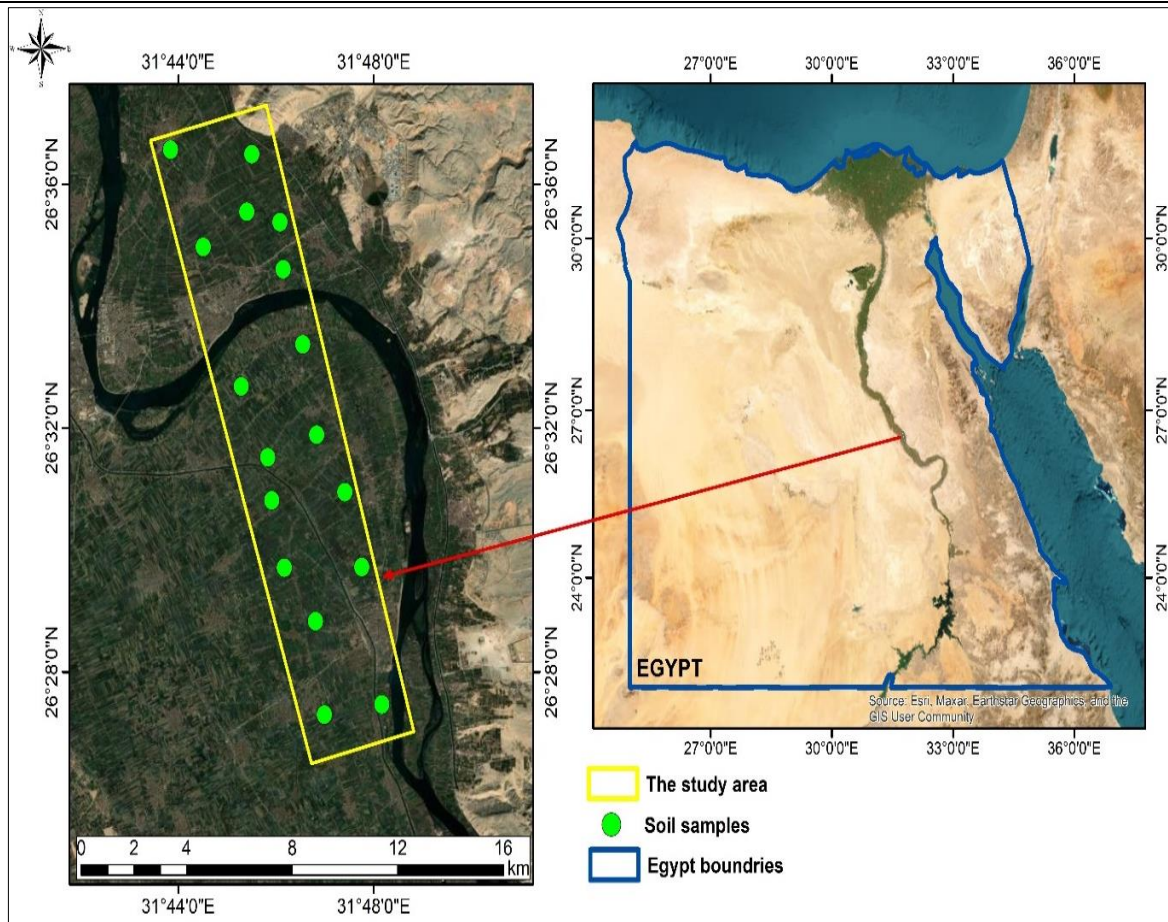 N
31°44'0"E 31°48'0"E
27°0'0"E 30°0'0"E 33°0'0"E 36°0'0"E
26°36'0"N
26°32'0"N
26°28'0"N
26°36'0"N
26°32'0"N
26°28'0"N
30°0'0"N
27°0'0"N
24°0'0"N
30°0'0"N
27°0'0"N
24°0'0"N
EGYPT
Source: Esri, Maxar, Earthstar Geographics, and the
GIS User Community
27°0'0"E 30°0'0"E 33°0'0"E 36°0'0"E
0 2 4 8 12 16
km
31°44'0"E 31°48'0"E
The study area
Soil samples
Egypt boundries